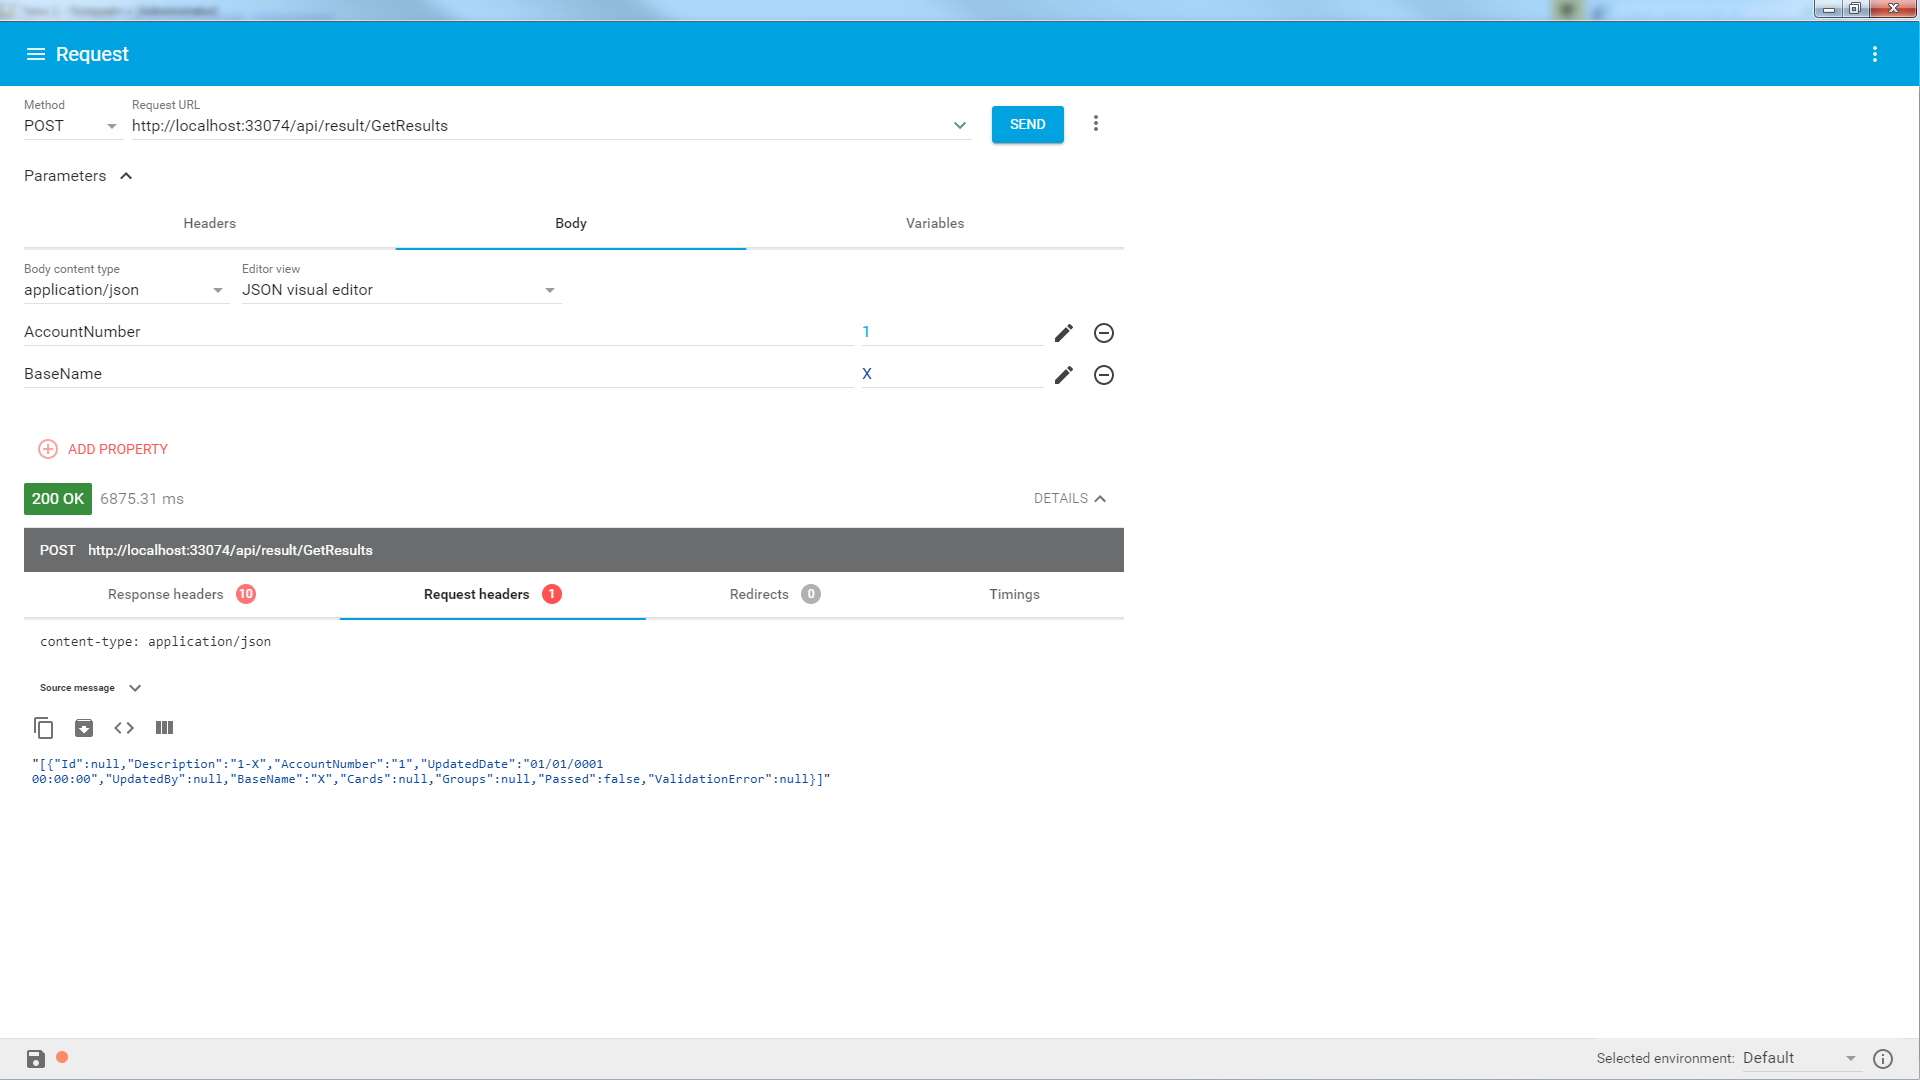 Request
Method
POST
Request URL
http://localhost:33074/api/result/GetResults
SEND
Parameters
Headers
Body
Variables
Body content type
application/json
Editor view
JSON visual editor
AccountNumber
1
BaseName
X
ADD PROPERTY
200 OK
6875.31 ms
DETAILS
POST http://localhost:33074/api/result/GetResults
Response headers 10
Request headers 1
Redirects 0
Timings
content-type: application/json
Source message
"[{"Id":null,"Description":"1-X","AccountNumber":"1","UpdatedDate":"01/01/0001
00:00:00","UpdatedBy":null,"BaseName":"X","Cards":null,"Groups":null,"Passed":false,"ValidationError":null}]"
Selected environment: Default